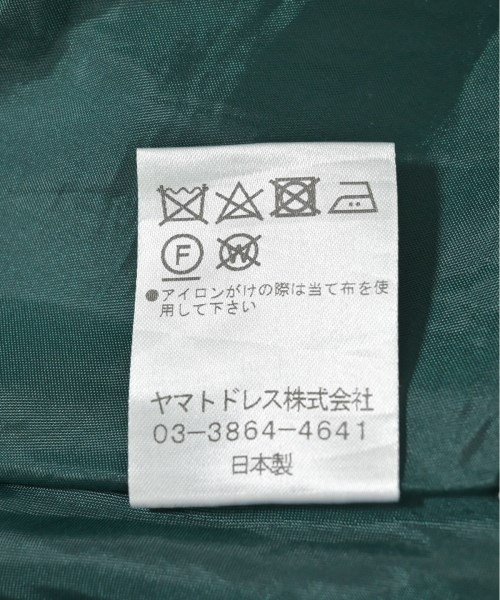 F W
●アイロンがけの際は当て布を使
用して下さい
ヤマトドレス株式会社
03-3864-4641
日本製